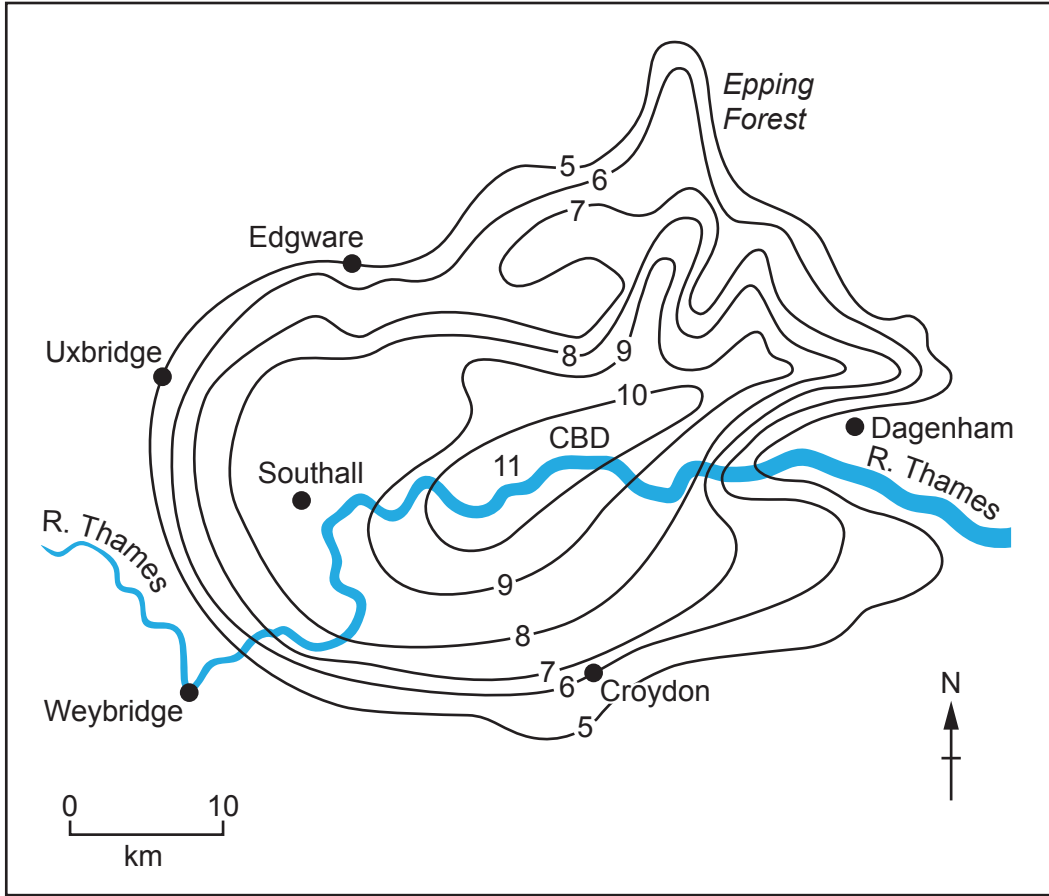 Epping
Forest
5
6
7
Edgware
Uxbridge
8
9
10
CBD
Dagenham
11
Southall
R. Thames
R. Thames
9
8
7
6
Croydon
N
Weybridge
5
0 10
km